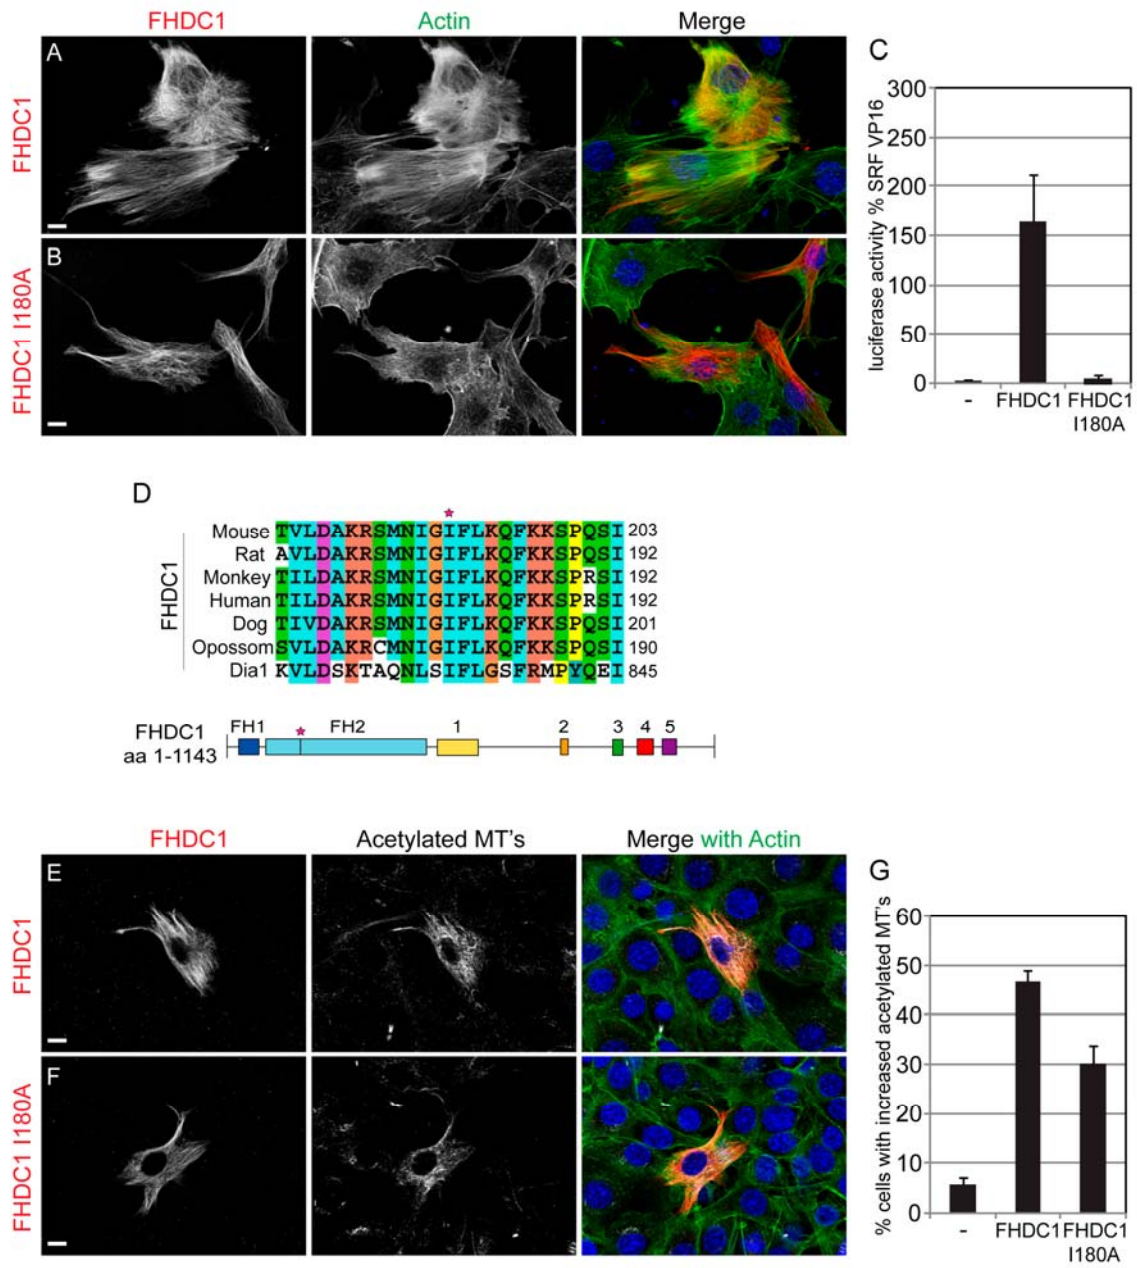 FHDC1 Actin Merge
A
FHDC1
B
FHDC1 I180A
C
luciferase activity % SRF VP16
300
250
200
150
100
50
0
- FHDC1 FHDC1
I180A
D
FHDC1
Mouse TVLDAKRSMNIGIFLKQFKKSPQSI 203
Rat AVLDAKRSMNIGIFLKQFKKSPQSI 192
Monkey TILDAKRSMNIGIFLKQFKKSPRSI 192
Human TILDAKRSMNIGIFLKQFKKSPRSI 192
Dog TIVDAKRSMNIGIFLKQFKKSPQSI 201
Opossom SVLDAKRCMNIGIFLKQFKKSPQSI 190
Dia1 KVLDSKTAQNLSIFLGSFRMPYQEI 845
FHDC1
aa 1-1143
FH1 FH2 1 2 3 4 5
FHDC1 Acetylated MT's Merge with Actin
E
FHDC1
F
FHDC1 I180A
G
% cells with increased acetylated MT's
60
50
40
30
20
10
0
- FHDC1 FHDC1
I180A